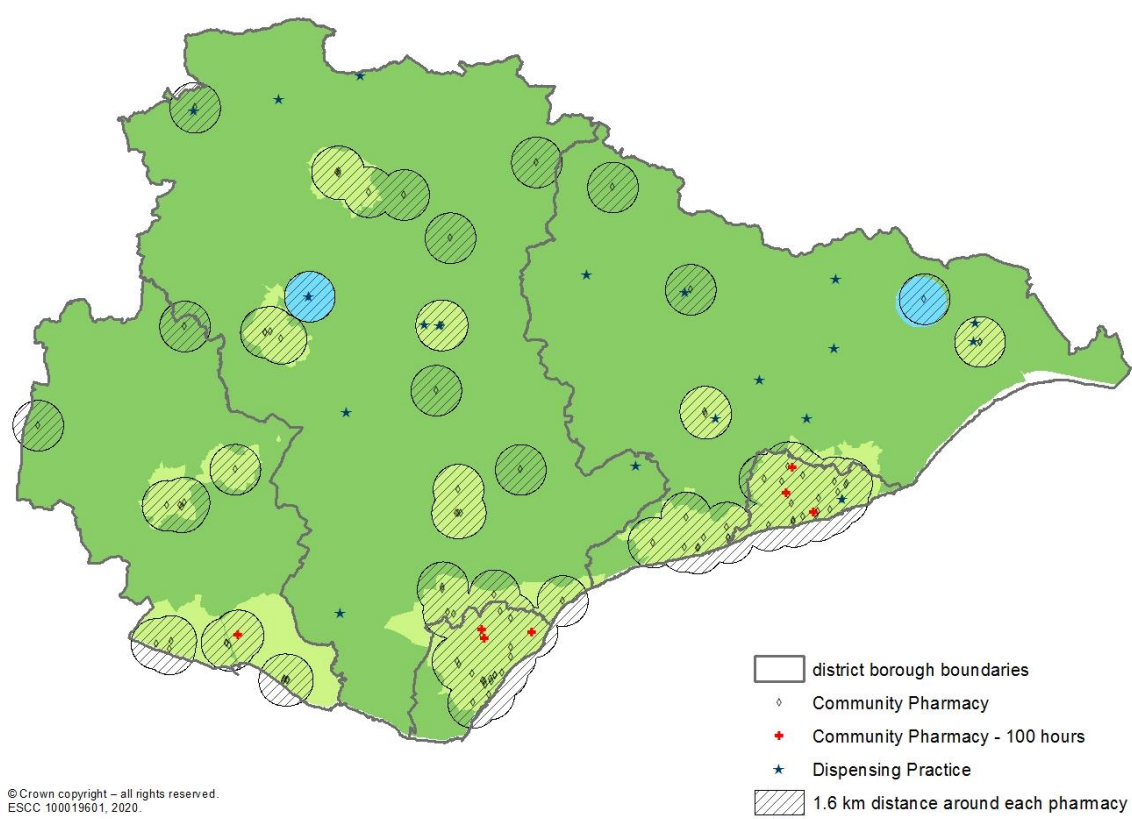 district borough boundaries
Community Pharmacy
Community Pharmacy - 100 hours
Dispensing Practice
1.6 km distance around each pharmacy
© Crown copyright – all rights reserved.
ESCC 100019601, 2020.